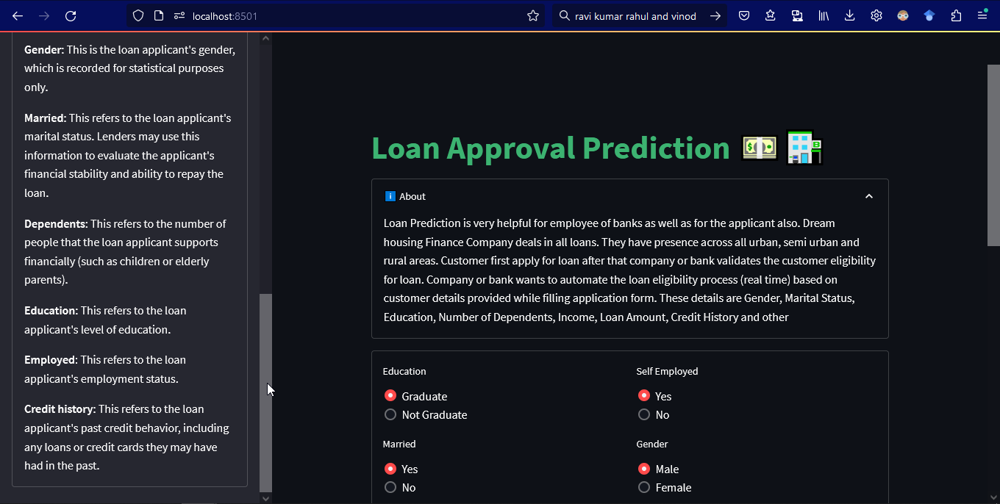 localhost:8501
ravi kumar rahul and vinod
Gender: This is the loan applicant's gender,
which is recorded for statistical purposes
only.
Married: This refers to the loan applicant's
marital status. Lenders may use this
information to evaluate the applicant's
financial stability and ability to repay the
loan.
Dependents: This refers to the number of
people that the loan applicant supports
financially (such as children or elderly
parents).
Education: This refers to the loan
applicant's level of education.
Employed: This refers to the loan
applicant's employment status.
Credit history: This refers to the loan
applicant's past credit behavior, including
any loans or credit cards they may have
had in the past.
Loan Approval Prediction
About
Loan Prediction is very helpful for employee of banks as well as for the applicant also. Dream
housing Finance Company deals in all loans. They have presence across all urban, semi urban and
rural areas. Customer first apply for loan after that company or bank validates the customer eligibility
for loan. Company or bank wants to automate the loan eligibility process (real time) based on
customer details provided while filling application form. These details are Gender, Marital Status,
Education, Number of Dependents, Income, Loan Amount, Credit History and other
Education
Graduate
Not Graduate
Self Employed
Yes
No
Married
Yes
No
Gender
Male
Female